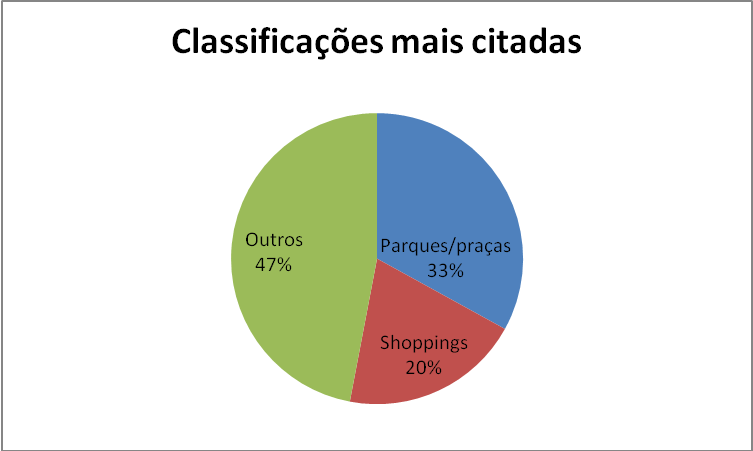 Classificações mais citadas
Outros
47%
Parques/praças
33%
Shoppings
20%